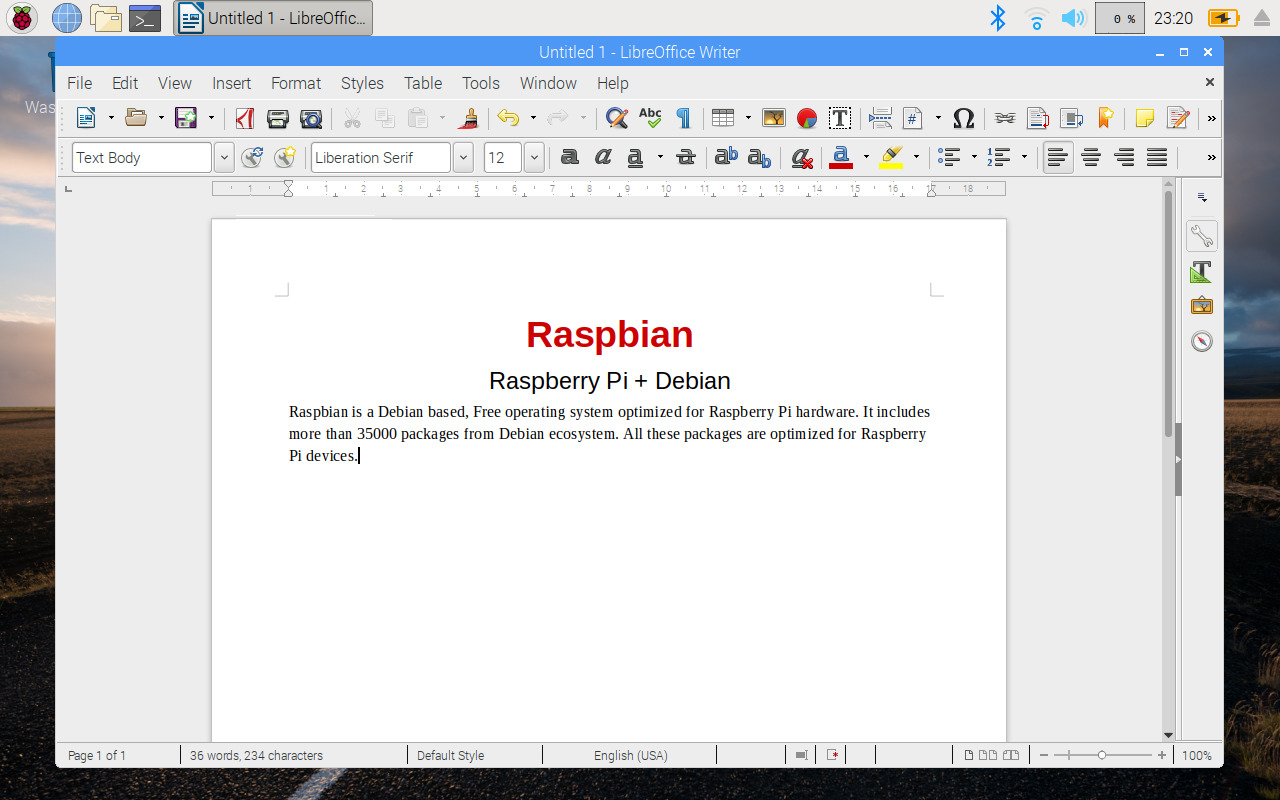 Untitled 1 - LibreOffic...
0 %
23:20
Untitled 1 - LibreOffice Writer
Was
File Edit View Insert Format Styles Table Tools Window Help
Abc
Text Body
Liberation Serif
12
1 1 2 3 4 5 6 7 8 9 10 11 12 13 14 15 16 17 18
Raspbian
Raspberry Pi + Debian
Raspbian is a Debian based, Free operating system optimized for Raspberry Pi hardware. It includes
more than 35000 packages from Debian ecosystem. All these packages are optimized for Raspberry
Pi devices.
Page 1 of 1
36 words, 234 characters
Default Style
English (USA)
100%